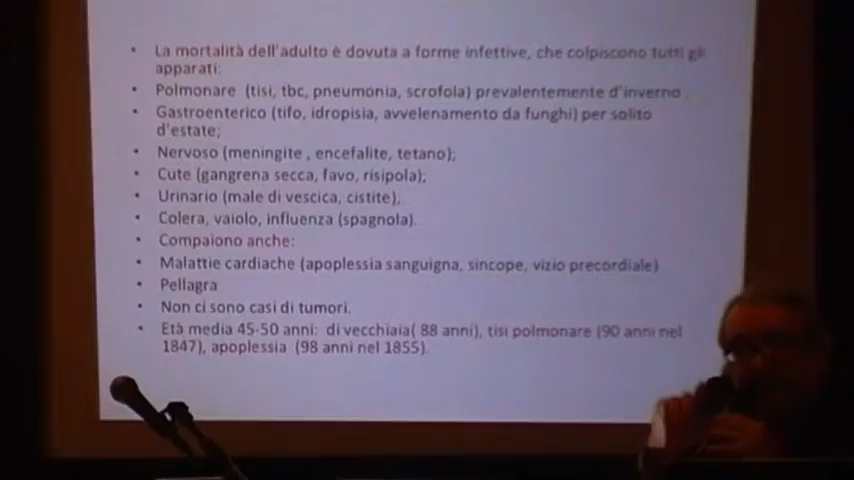 • La mortalità dell'adulto è dovuta a forme infettive, che colpiscono tutti gli
apparati:
• Polmonare (tisi, tbc, pneumonia, scrofola) prevalentemente d'inverno .
• Gastroenterico (tifo, idropisia, avvelenamento da funghi) per solito
d'estate;
• Nervoso (meningite , encefalite, tetano);
• Cute (gangrena secca, favo, risipola);
• Urinario (male di vescica, cistite);
• Colera, vaiolo, influenza (spagnola).
• Compaiono anche:
• Malattie cardiache (apoplessia sanguigna, sincope, vizio precordiale)
• Pellagra
• Non ci sono casi di tumori.
• Età media 45-50 anni: di vecchiaia( 88 anni), tisi polmonare (90 anni nel
1847), apoplessia (98 anni nel 1855).